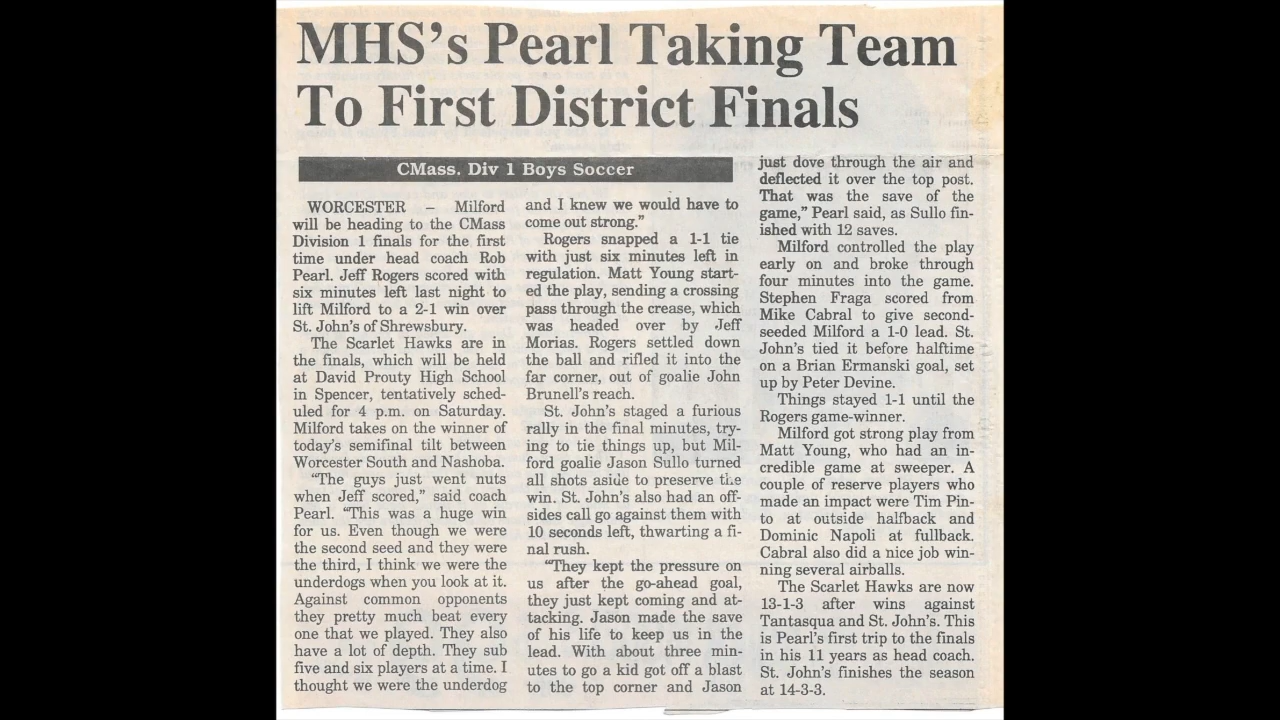 MHS's Pearl Taking Team
To First District Finals
CMass. Div 1 Boys Soccer
WORCESTER – Milford
will be heading to the CMass
Division 1 finals for the first
time under head coach Rob
Pearl. Jeff Rogers scored with
six minutes left last night to
lift Milford to a 2-1 win over
St. John's of Shrewsbury.
The Scarlet Hawks are in
the finals, which will be held
at David Prouty High School
in Spencer, tentatively sched-
uled for 4 p.m. on Saturday.
Milford takes on the winner of
today's semifinal tilt between
Worcester South and Nashoba.
"The guys just went nuts
when Jeff scored," said coach
Pearl. "This was a huge win
for us. Even though we were
the second seed and they were
the third, I think we were the
underdogs when you look at it.
Against common opponents
they pretty much beat every
one that we played. They also
have a lot of depth. They sub
five and six players at a time. I
thought we were the underdog
and I knew we would have to
come out strong."
Rogers snapped a 1-1 tie
with just six minutes left in
regulation. Matt Young start-
ed the play, sending a crossing
pass through the crease, which
was headed over by Jeff
Morias. Rogers settled down
the ball and rifled it into the
far corner, out of goalie John
Brunell's reach.
St. John's staged a furious
rally in the final minutes, try-
ing to tie things up, but Mil-
ford goalie Jason Sullo turned
all shots aside to preserve the
win. St. John's also had an off-
sides call go against them with
10 seconds left, thwarting a fi-
nal rush.
"They kept the pressure on
us after the go-ahead goal,
they just kept coming and at-
tacking. Jason made the save
of his life to keep us in the
lead. With about three min-
utes to go a kid got off a blast
to the top corner and Jason
just dove through the air and
deflected it over the top post.
That was the save of the
game," Pearl said, as Sullo fin-
ished with 12 saves.
Milford controlled the play
early on and broke through
four minutes into the game.
Stephen Fraga scored from
Mike Cabral to give second-
seeded Milford a 1-0 lead. St.
John's tied it before halftime
on a Brian Ermanski goal, set
up by Peter Devine.
Things stayed 1-1 until the
Rogers game-winner.
Milford got strong play from
Matt Young, who had an in-
credible game at sweeper. A
couple of reserve players who
made an impact were Tim Pin-
to at outside halfback and
Dominic Napoli at fullback.
Cabral also did a nice job win-
ning several airballs.
The Scarlet Hawks are now
13-1-3 after wins against
Tantasqua and St. John's. This
is Pearl's first trip to the finals
in his 11 years as head coach.
St. John's finishes the season
at 14-3-3.